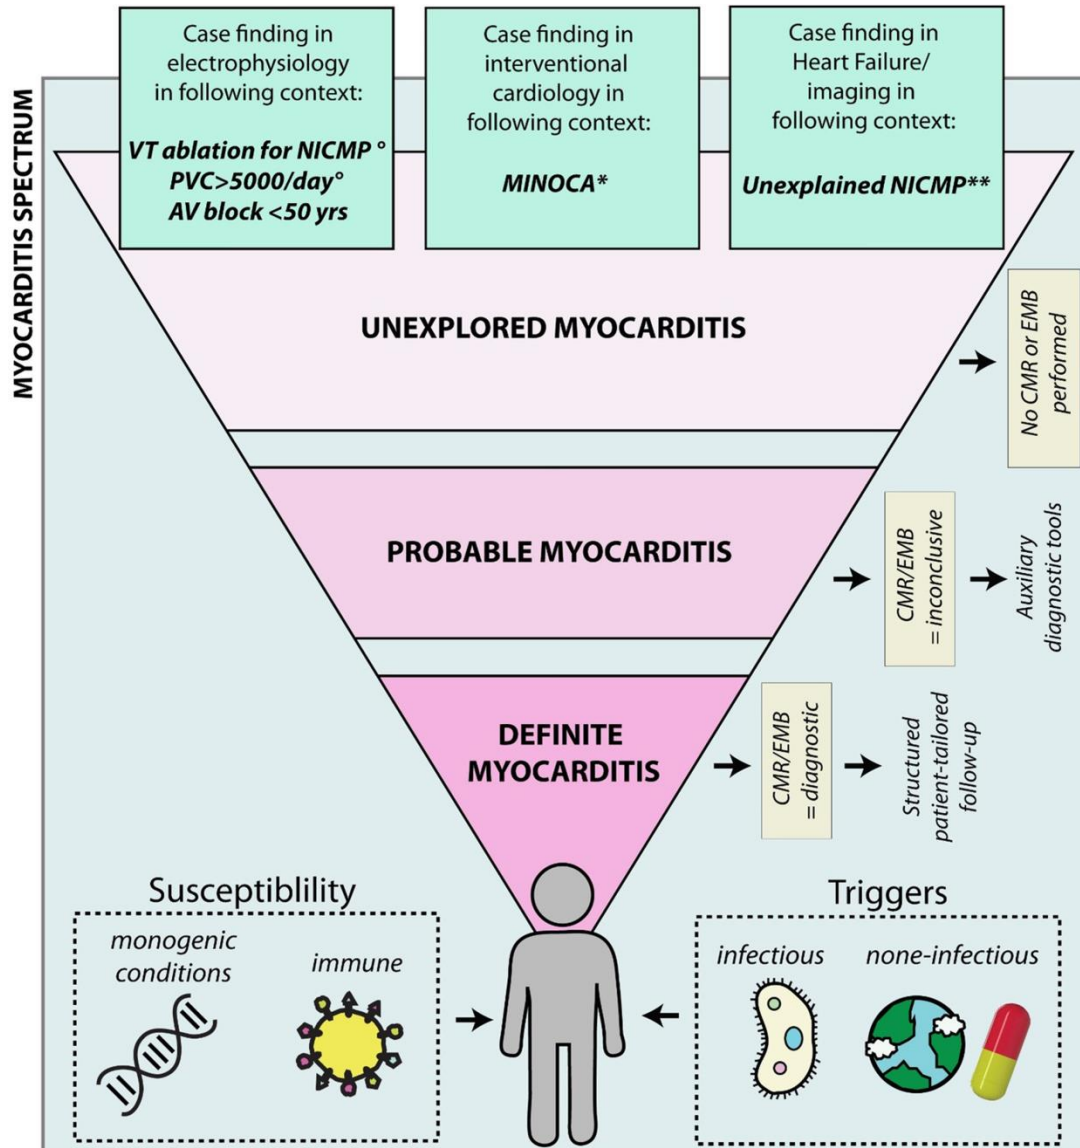 Case finding in
electrophysiology
in following context:
VT ablation for NICMP °
PVC>5000/day°
AV block <50 yrs
Case finding in
interventional
cardiology in
following context:
MINOCA*
Case finding in
Heart Failure/
imaging in
following context:
Unexplained NICMP**
MYOCARDITIS SPECTRUM
UNEXPLORED MYOCARDITIS
No CMR or EMB
performed
PROBABLE MYOCARDITIS
CMR/EMB
= inconclusive
Auxiliary
diagnostic tools
DEFINITE
MYOCARDITIS
CMR/EMB
= diagnostic
Structured
patient-tailored
follow-up
Susceptiblility
monogenic
conditions
immune
Triggers
infectious
none-infectious